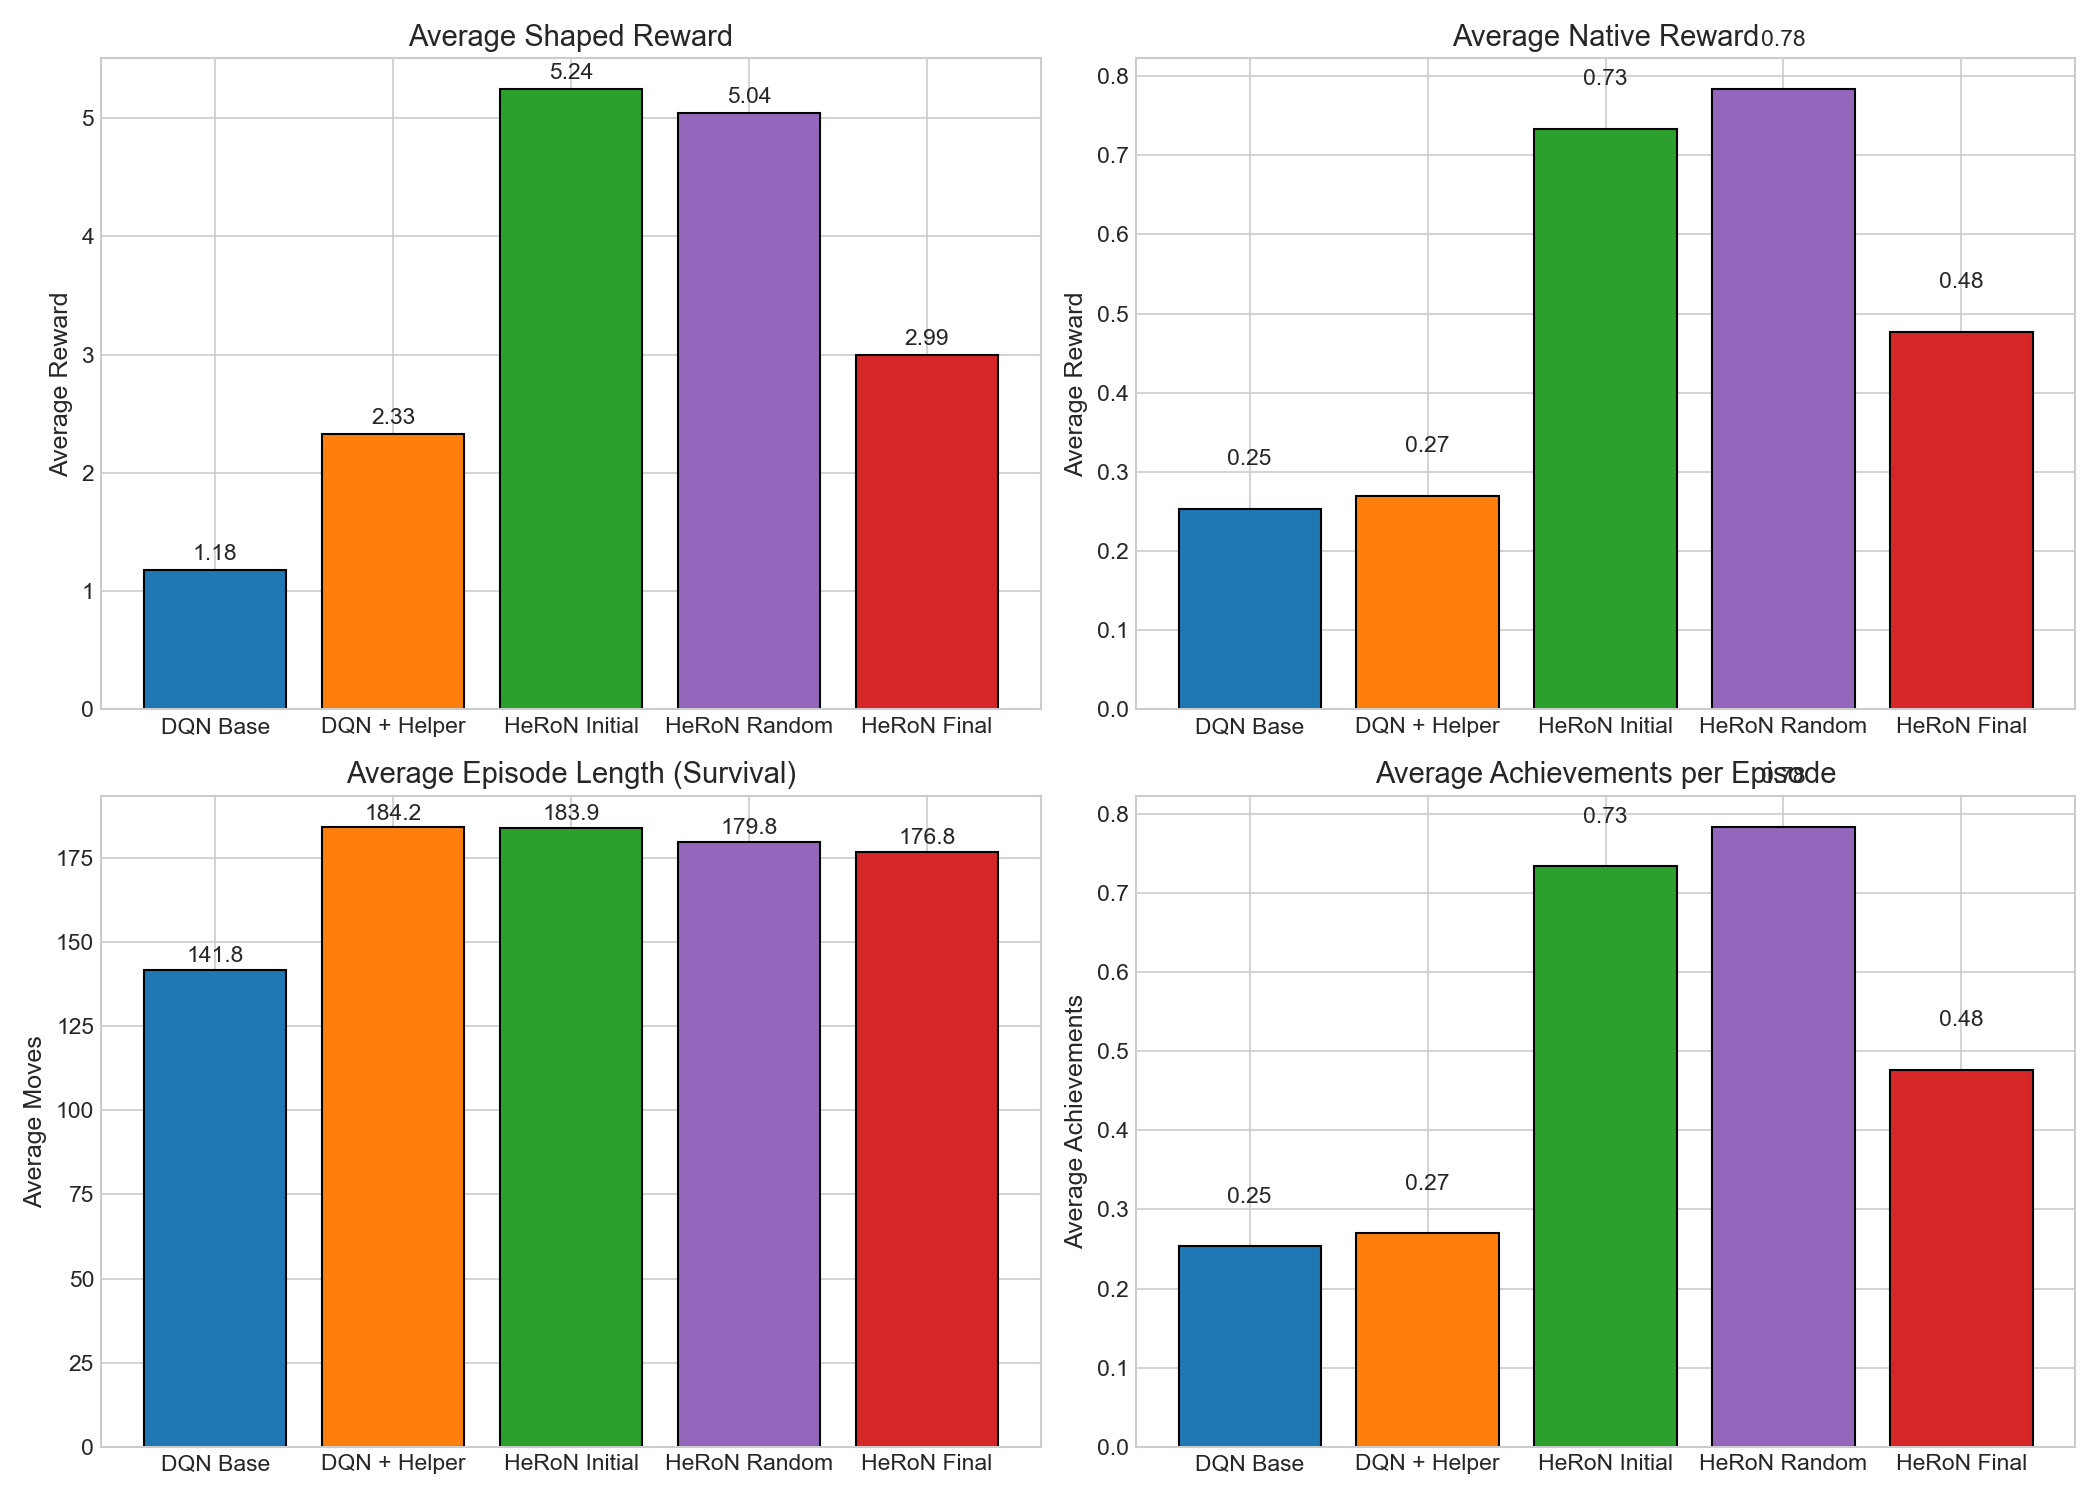 Average Shaped Reward
Average Reward
5
4
3
2
1
0
1.18
2.33
5.24
5.04
2.99
DQN Base
DQN + Helper
HeRoN Initial
HeRoN Random
HeRoN Final
Average Native Reward
Average Reward
0.8
0.7
0.6
0.5
0.4
0.3
0.2
0.1
0.0
0.25
0.27
0.73
0.78
0.48
DQN Base
DQN + Helper
HeRoN Initial
HeRoN Random
HeRoN Final
Average Episode Length (Survival)
Average Moves
175
150
125
100
75
50
25
0
141.8
184.2
183.9
179.8
176.8
DQN Base
DQN + Helper
HeRoN Initial
HeRoN Random
HeRoN Final
Average Achievements per Episode
Average Achievements
0.8
0.7
0.6
0.5
0.4
0.3
0.2
0.1
0.0
0.25
0.27
0.73
0.78
0.48
DQN Base
DQN + Helper
HeRoN Initial
HeRoN Random
HeRoN Final